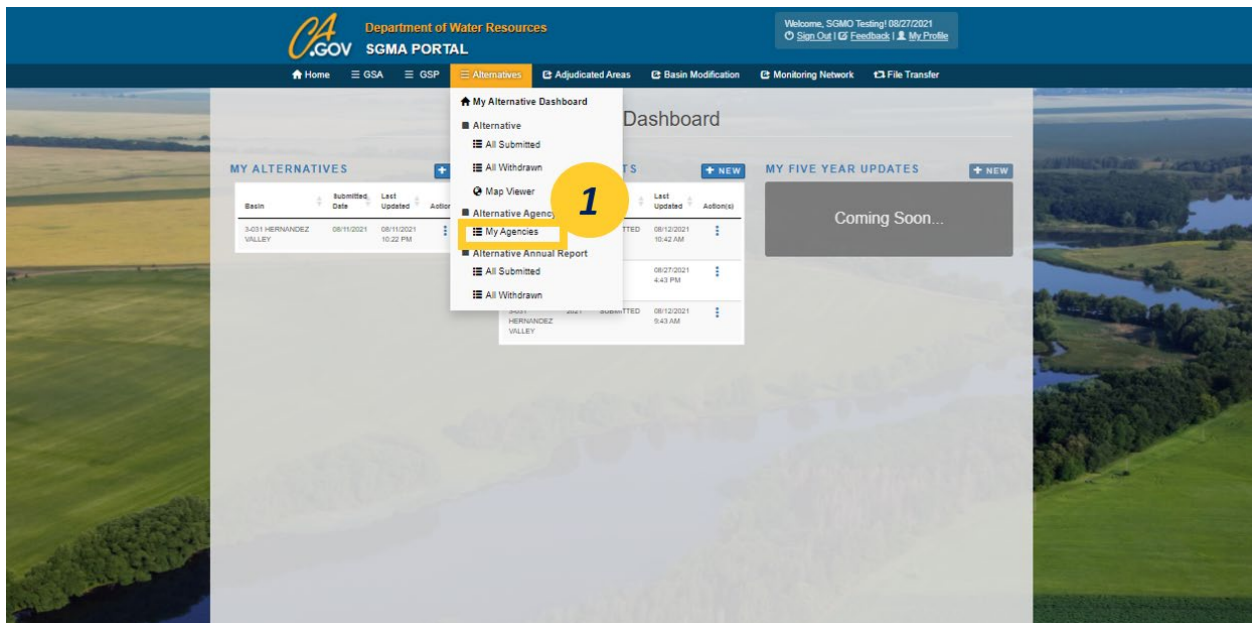 CA
.GOV
Department of Water Resources
SGMA PORTAL
Welcome, SGMO Testing! 08/27/2021
Sign Out | Feedback | My Profile
Home GSA GSP Alternatives Adjudicated Areas Basin Modification Monitoring Network File Transfer
My Alternative Dashboard
Alternative
All Submitted
All Withdrawn
Map Viewer
Alternative Agency
My Agencies
Alternative Annual Report
All Submitted
All Withdrawn
1
Dashboard
MY ALTERNATIVES
Basin Submitted Date Last Updated
3-031 HERNANDEZ VALLEY 08/11/2021 08/11/2021 10:22 PM
+ NEW
Last Updated Action(s)
08/12/2021 10:42 AM
08/27/2021 4:43 PM
HERNANDEZ VALLEY 2021 SUBMITTED 08/12/2021 9:43 AM
MY FIVE YEAR UPDATES + NEW
Coming Soon...